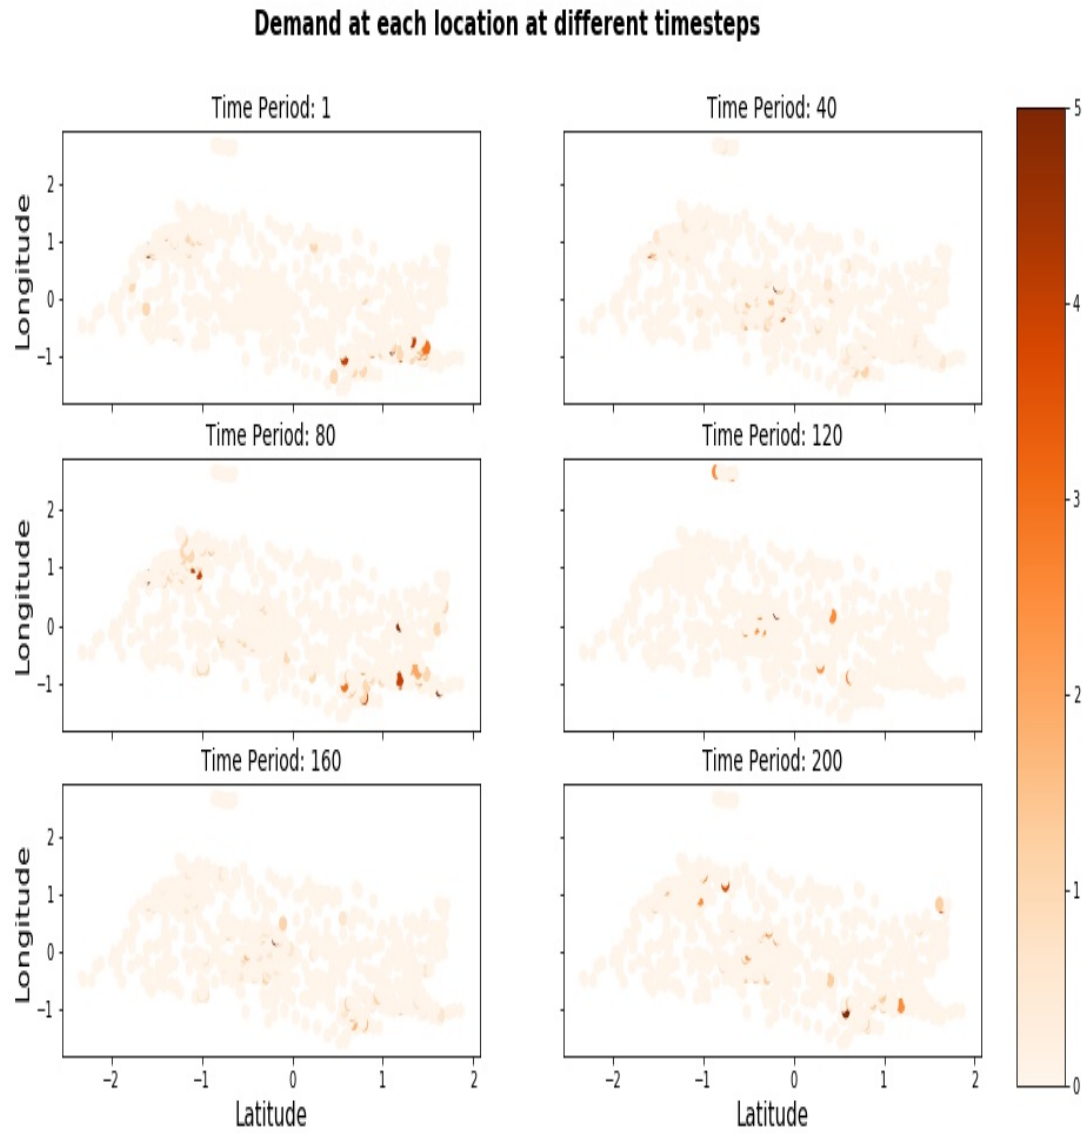 Demand at each location at different timesteps
Time Period: 1
Time Period: 40
Longitude
2
1
0
−1
Time Period: 80
Time Period: 120
Longitude
2
1
0
−1
Time Period: 160
Time Period: 200
Longitude
2
1
0
−1
−2 −1 0 1 2
−2 −1 0 1 2
Latitude
Latitude
5
4
3
2
1
0